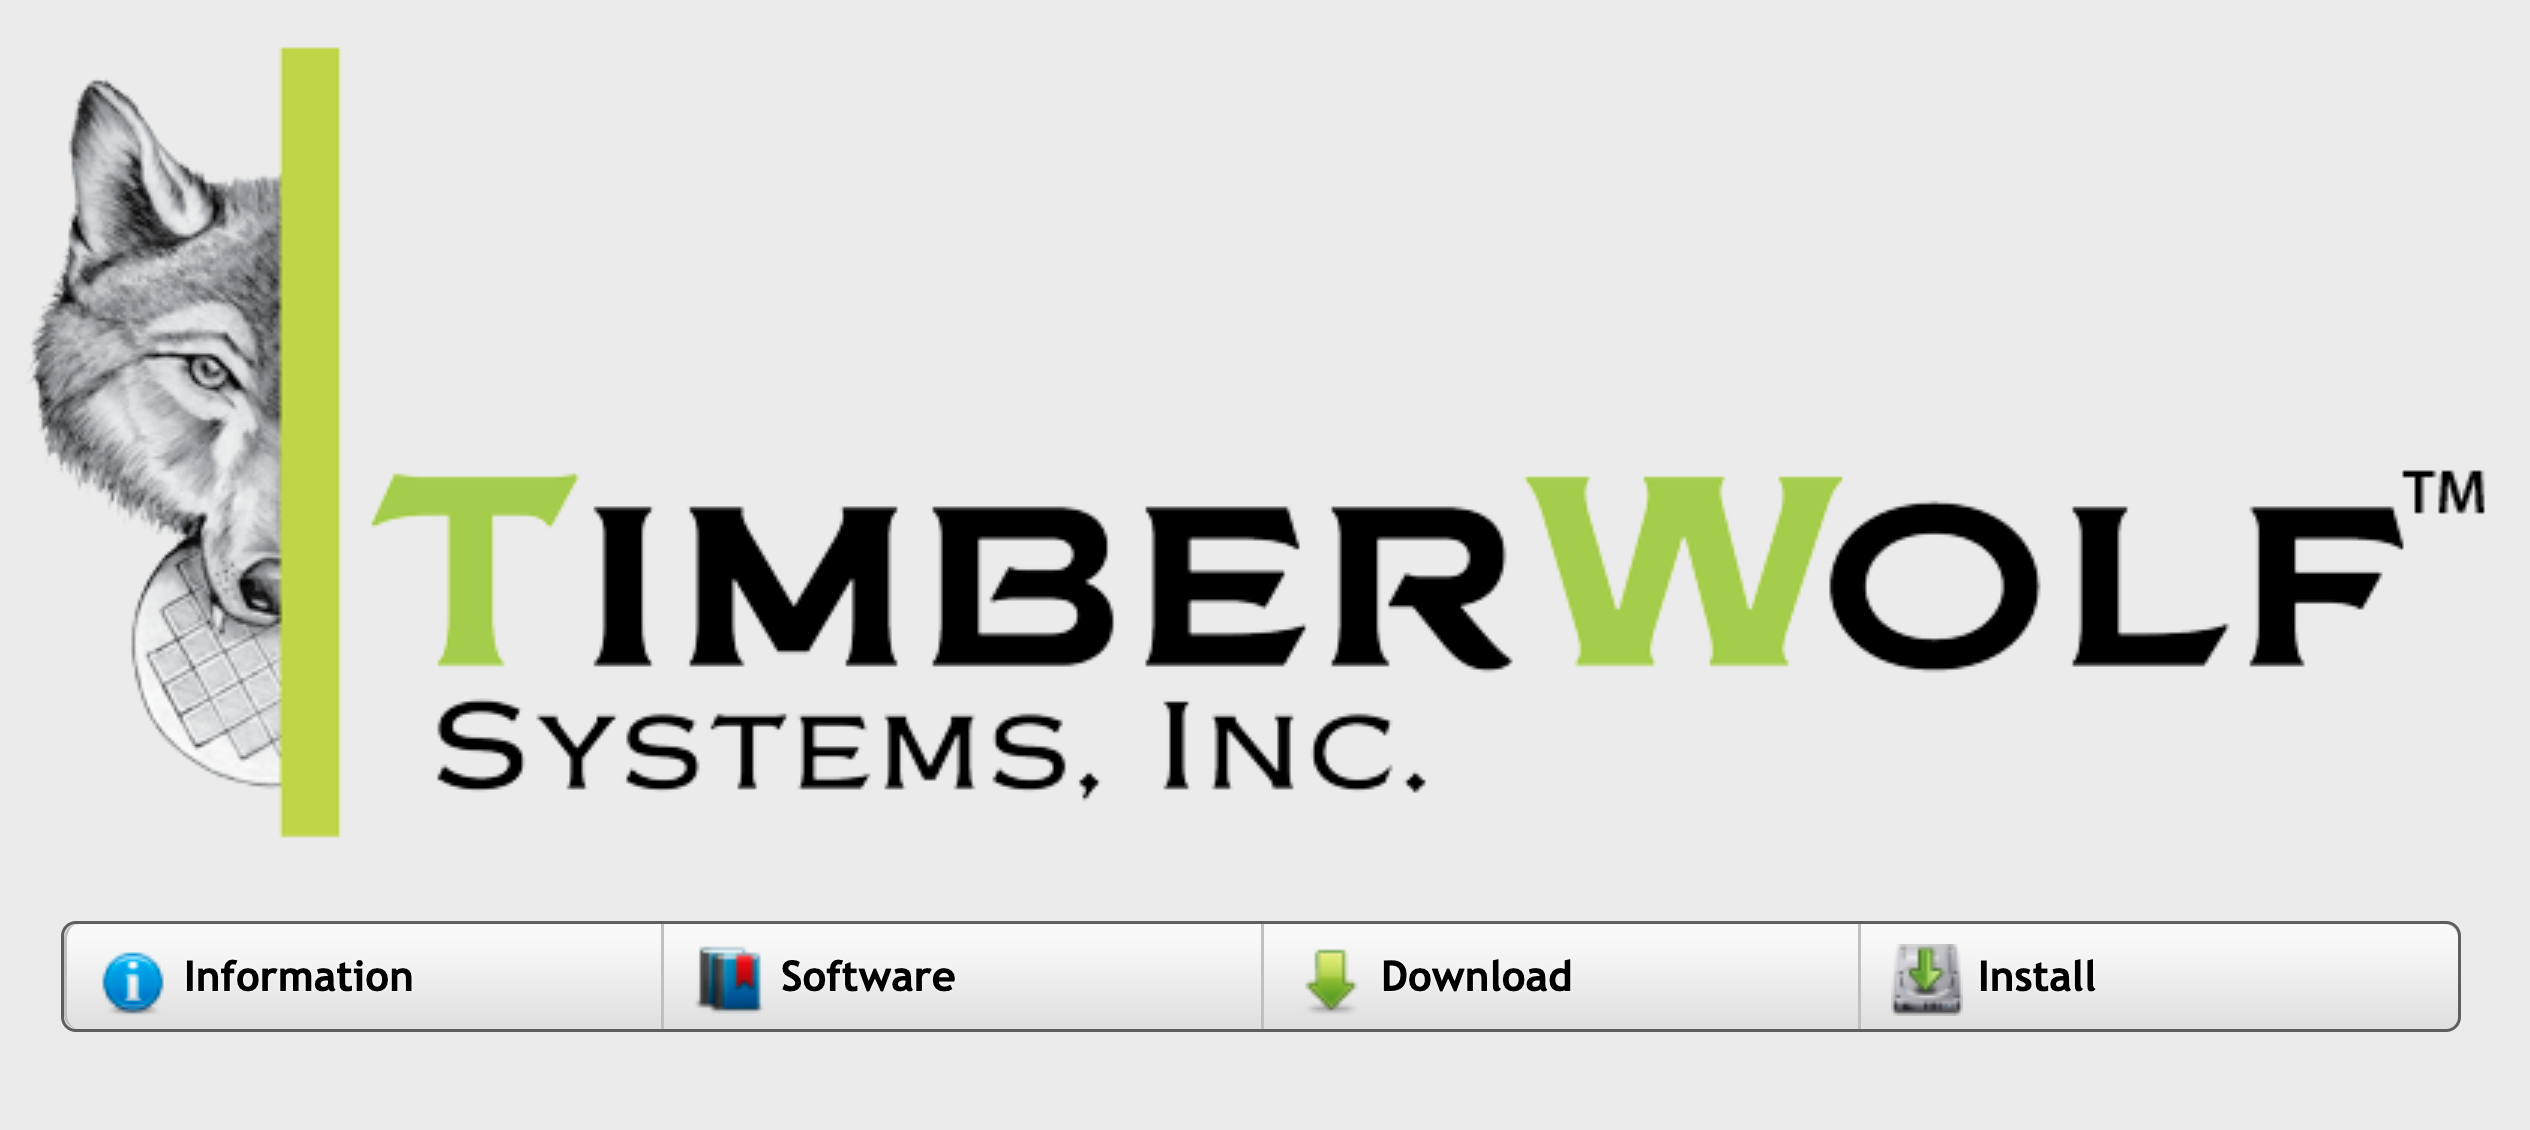 TIMBERWOLF™
SYSTEMS, INC.
Information
Software
Download
Install